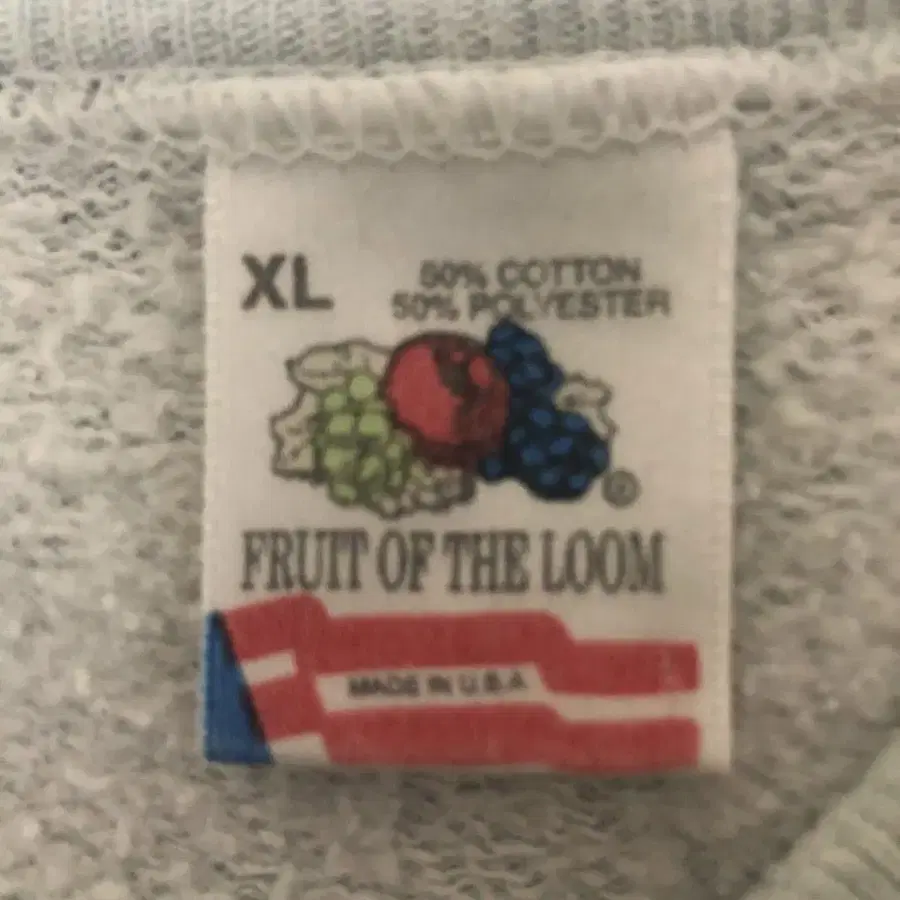 XL
50% COTTON
50% POLYESTER
®
FRUIT OF THE LOOM
MADE IN U.S.A.